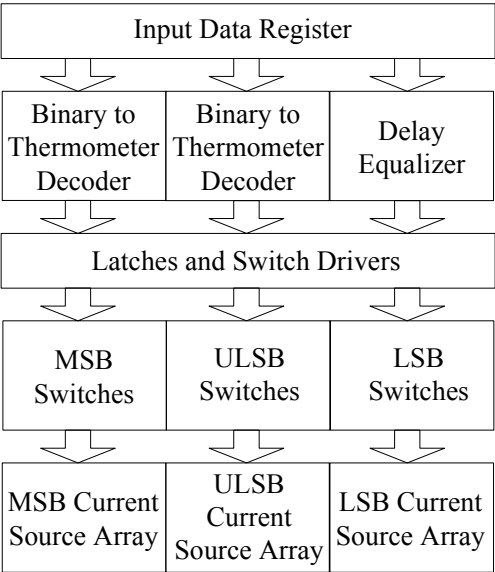 Input Data Register
Binary to
Thermometer
Decoder
Binary to
Thermometer
Decoder
Delay
Equalizer
Latches and Switch Drivers
MSB
Switches
ULSB
Switches
LSB
Switches
MSB Current
Source Array
ULSB
Current
Source Array
LSB Current
Source Array